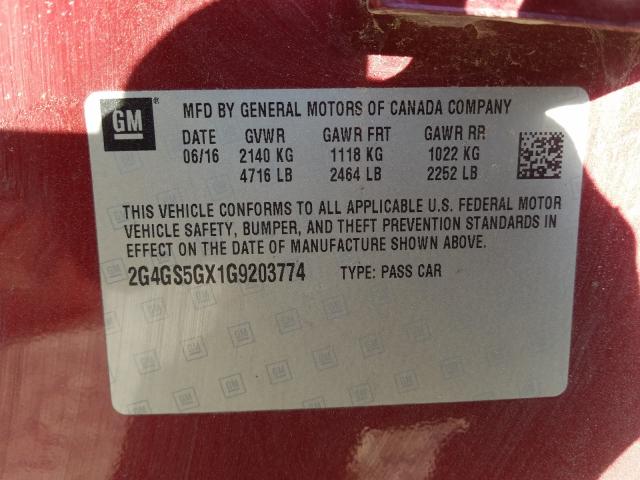 GM
MFD BY GENERAL MOTORS OF CANADA COMPANY
DATE GVWR GAWR FRT GAWR RR
06/16 2140 KG 1118 KG 1022 KG
4716 LB 2464 LB 2252 LB
THIS VEHICLE CONFORMS TO ALL APPLICABLE U.S. FEDERAL MOTOR
VEHICLE SAFETY, BUMPER, AND THEFT PREVENTION STANDARDS IN
EFFECT ON THE DATE OF MANUFACTURE SHOWN ABOVE.
2G4GS5GX1G9203774 TYPE: PASS CAR